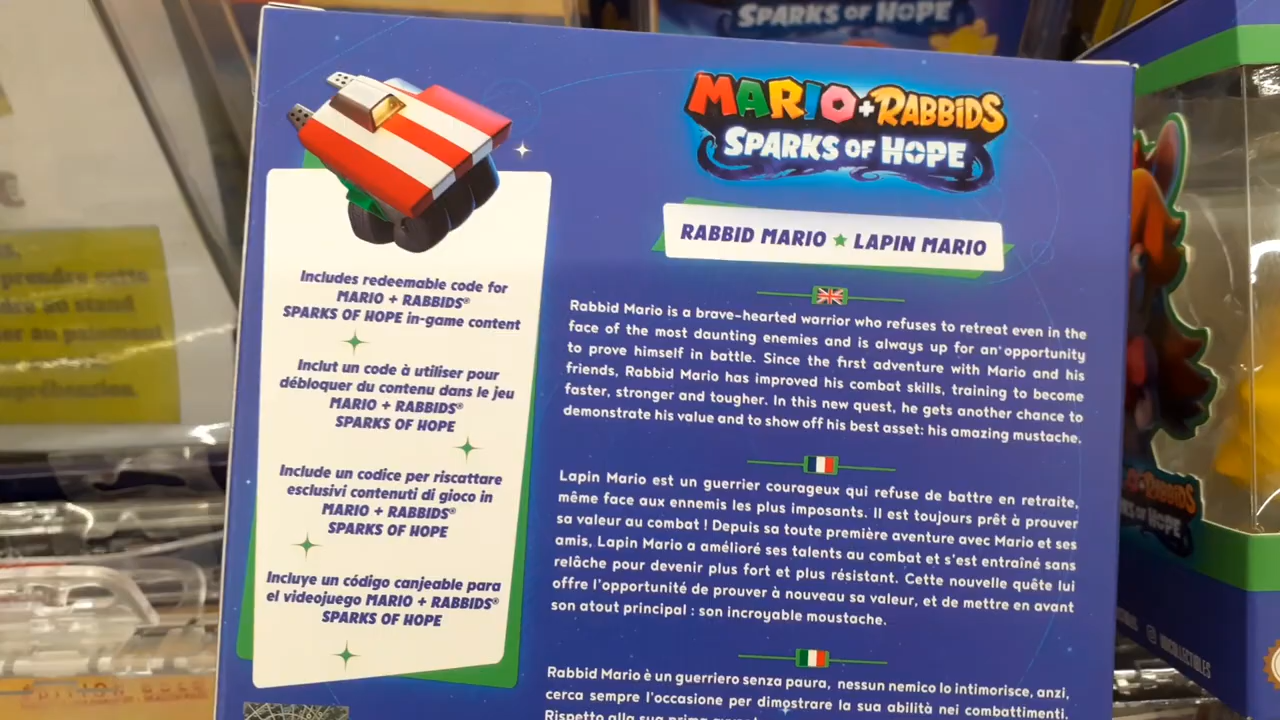 SPARKS OF HOPE
MARIO + RABBIDS
SPARKS OF HOPE
RABBID MARIO ★ LAPIN MARIO
Includes redeemable code for
MARIO + RABBIDS®
SPARKS OF HOPE in-game content
Inclut un code à utiliser pour
débloquer du contenu dans le jeu
MARIO + RABBIDS®
SPARKS OF HOPE
Include un codice per riscattare
esclusivi contenuti di gioco in
MARIO + RABBIDS®
SPARKS OF HOPE
Incluye un código canjeable para
el videojuego MARIO + RABBIDS®
SPARKS OF HOPE
Rabbid Mario is a brave-hearted warrior who refuses to retreat even in the
face of the most daunting enemies and is always up for an opportunity
to prove himself in battle. Since the first adventure with Mario and his
friends, Rabbid Mario has improved his combat skills, training to become
faster, stronger and tougher. In this new quest, he gets another chance to
demonstrate his value and to show off his best asset: his amazing mustache.
Lapin Mario est un guerrier courageux qui refuse de battre en retraite,
même face aux ennemis les plus imposants. Il est toujours prêt à prouver
sa valeur au combat ! Depuis sa toute première aventure avec Mario et ses
amis, Lapin Mario a amélioré ses talents au combat et s'est entraîné sans
relâche pour devenir plus fort et plus résistant. Cette nouvelle quête lui
offre l'opportunité de prouver à nouveau sa valeur, et de mettre en avant
son atout principal : son incroyable moustache.
Rabbid Mario è un guerriero senza paura, nessun nemico lo intimorisce, anzi,
cerca sempre l'occasione per dimostrare la sua abilità nei combattimenti.
Rispetto alla sua prima
RABBIDS
OF HOPE
prendre cette
au stand
au paiement